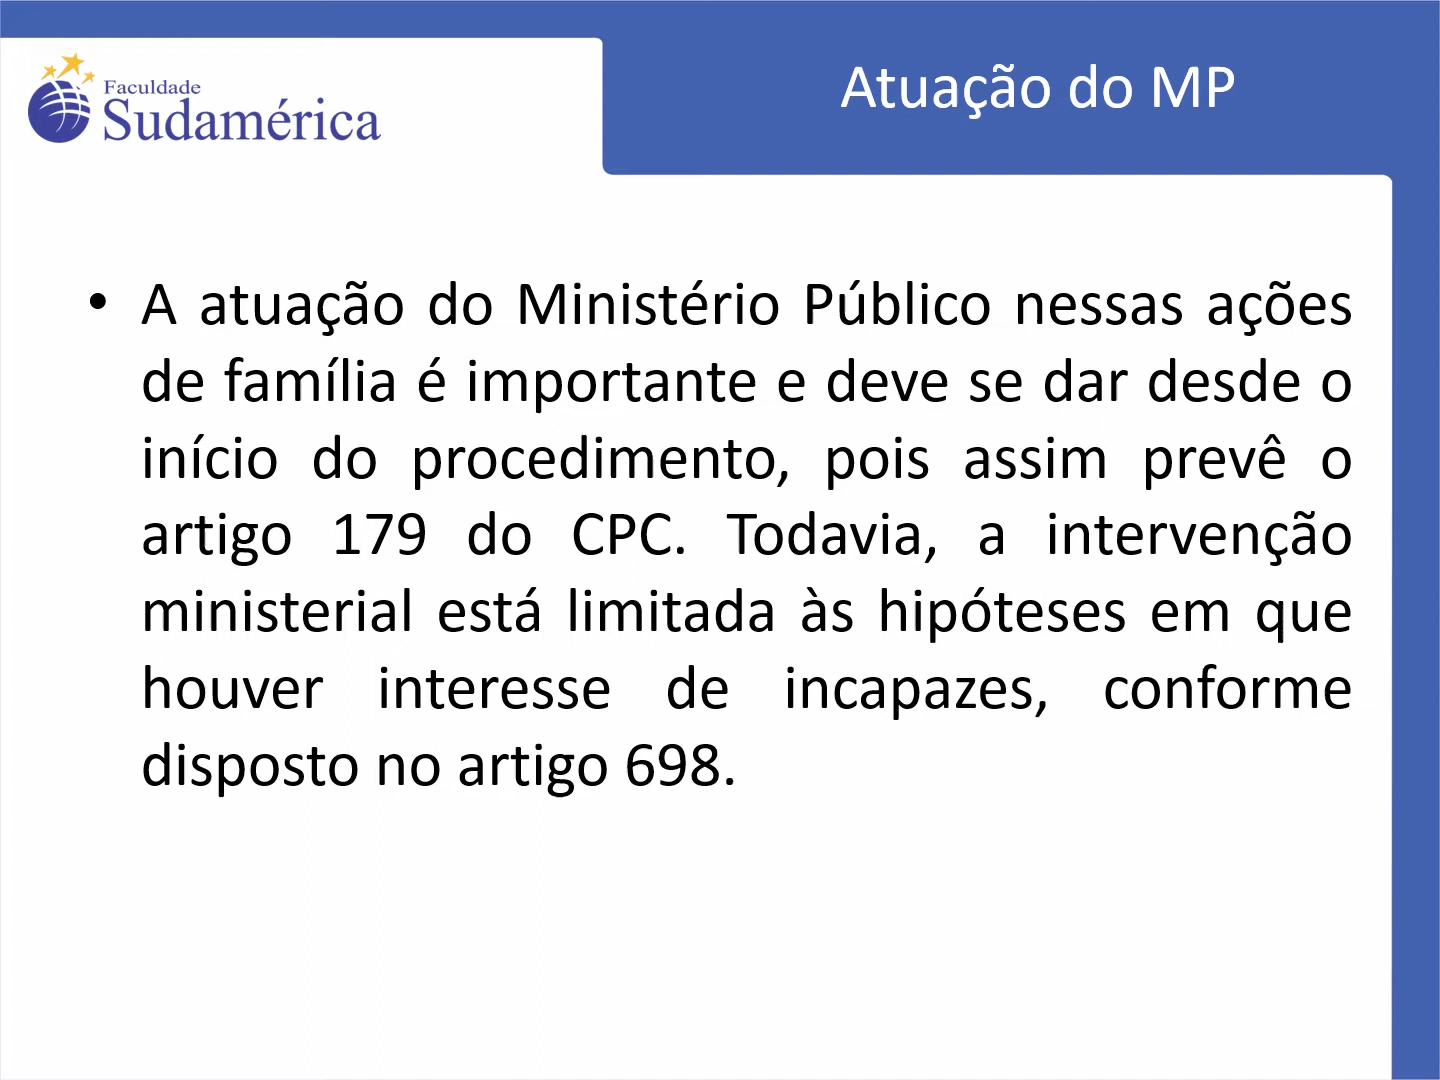 Faculdade
Sudamérica
Atuação do MP
• A atuação do Ministério Público nessas ações
de família é importante e deve se dar desde o
início do procedimento, pois assim prevê o
artigo 179 do CPC. Todavia, a intervenção
ministerial está limitada às hipóteses em que
houver interesse de incapazes, conforme
disposto no artigo 698.